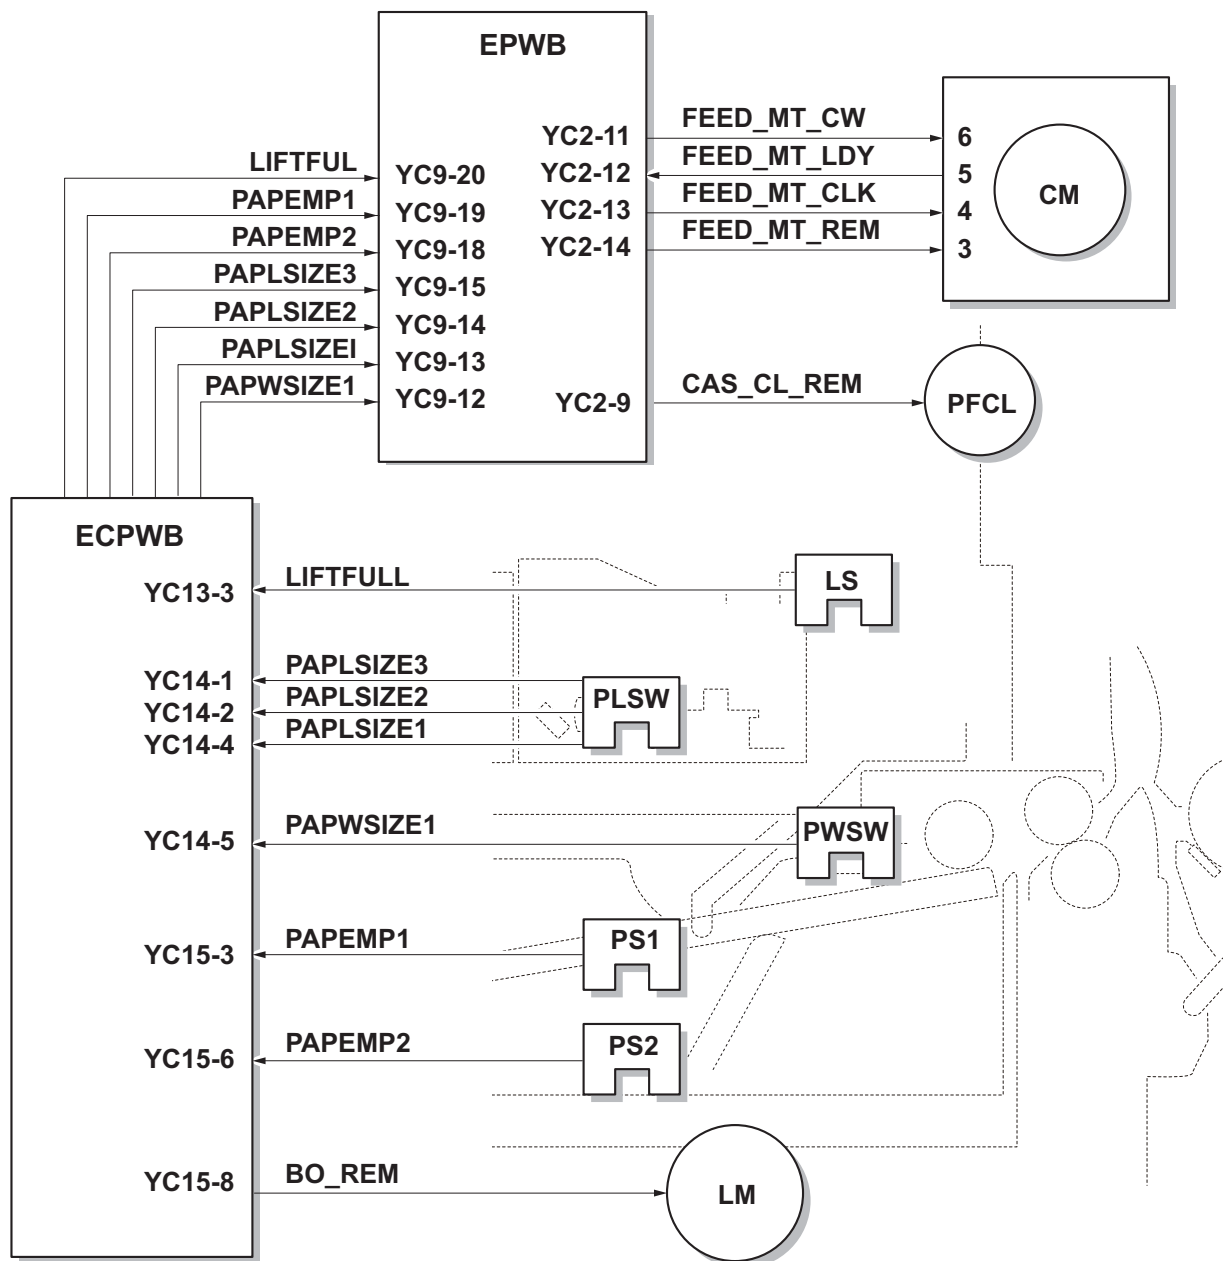 EPWB
LIFTFUL
PAPEMP1
PAPEMP2
PAPLSIZE3
PAPLSIZE2
PAPLSIZEI
PAPWSIZE1
YC9-20
YC9-19
YC9-18
YC9-15
YC9-14
YC9-13
YC9-12
YC2-11
YC2-12
YC2-13
YC2-14
YC2-9
FEED_MT_CW
FEED_MT_LDY
FEED_MT_CLK
FEED_MT_REM
CAS_CL_REM
6
5
4
3
CM
PFCL
ECPWB
YC13-3
LIFTFULL
LS
YC14-1
PAPLSIZE3
YC14-2
PAPLSIZE2
YC14-4
PAPLSIZE1
PLSW
YC14-5
PAPWSIZE1
PWSW
YC15-3
PAPEMP1
PS1
YC15-6
PAPEMP2
PS2
YC15-8
BO_REM
LM